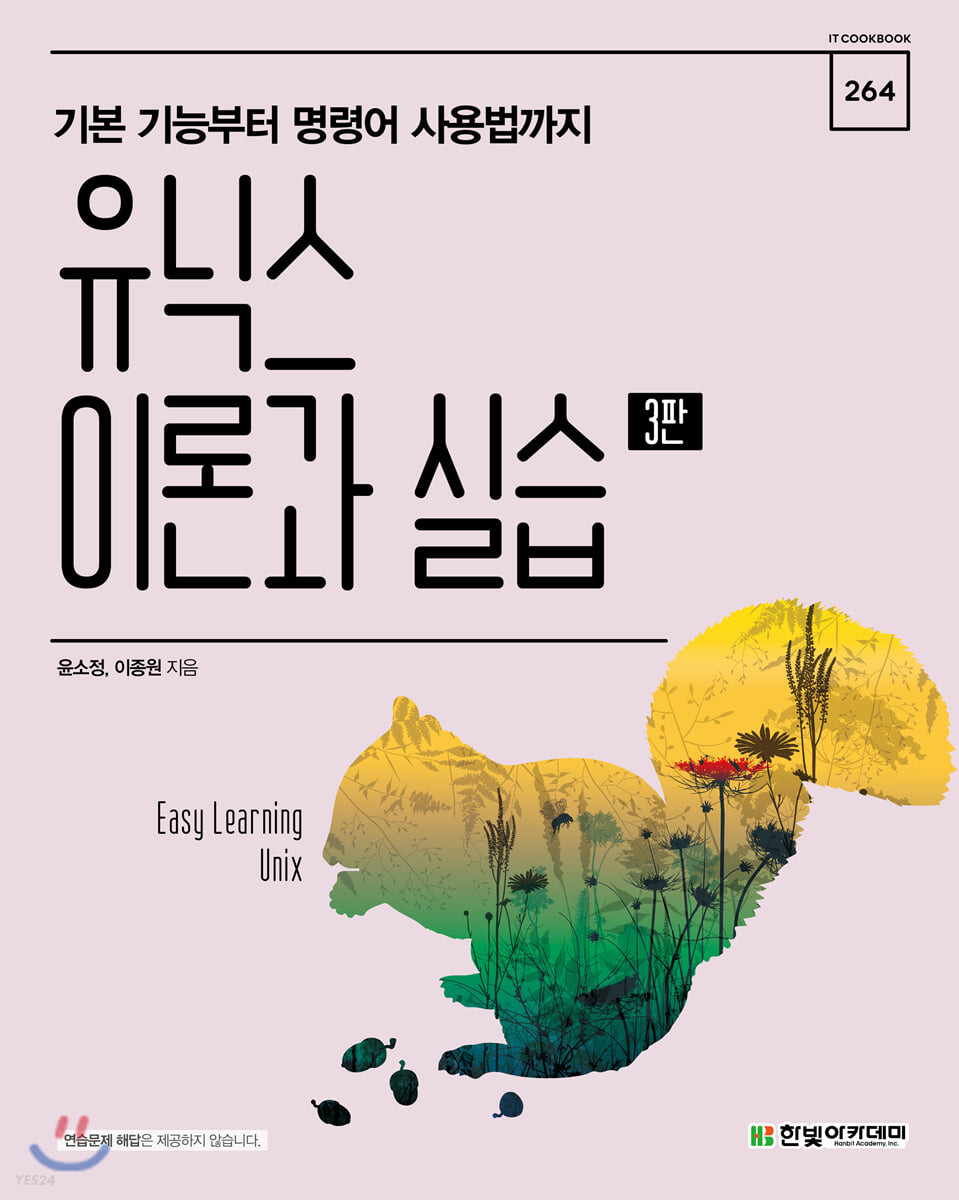 IT COOKBOOK
264
기본 기능부터 명령어 사용법까지
유닉스
이론과 실습 3판
윤소정, 이종원 지음
Easy Learning
Unix
연습문제 해답은 제공하지 않습니다.
YES24
HB 한빛아카데미
Hanbit Academy, Inc.